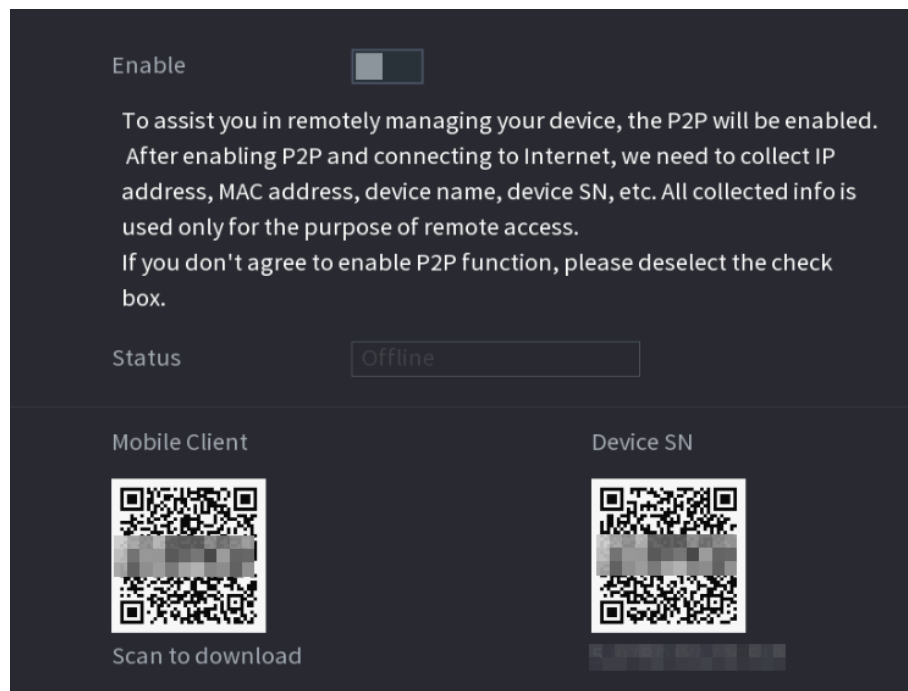 Enable
To assist you in remotely managing your device, the P2P will be enabled.
After enabling P2P and connecting to Internet, we need to collect IP
address, MAC address, device name, device SN, etc. All collected info is
used only for the purpose of remote access.
If you don't agree to enable P2P function, please deselect the check
box.
Status Offline
Mobile Client Device SN
Scan to download